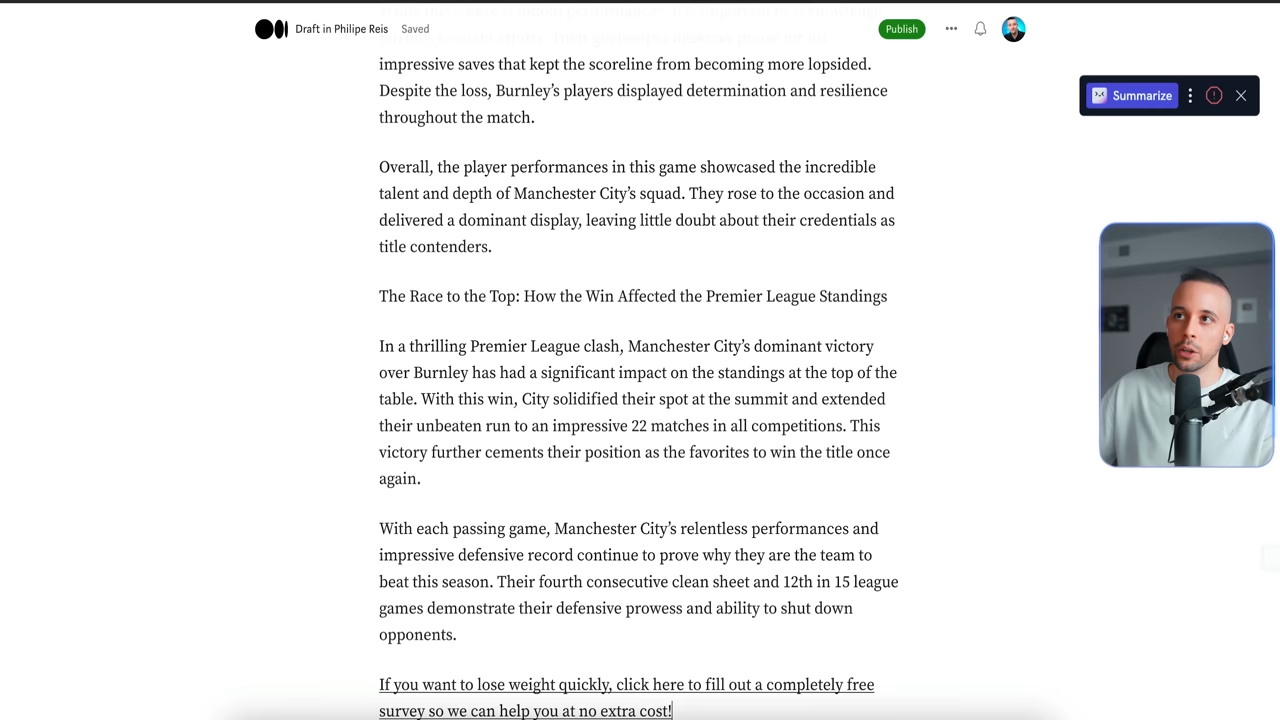 Draft in Philipe Reis
Saved
Publish
impressive saves that kept the scoreline from becoming more lopsided.
Despite the loss, Burnley’s players displayed determination and resilience
throughout the match.
Summarize
Overall, the player performances in this game showcased the incredible
talent and depth of Manchester City’s squad. They rose to the occasion and
delivered a dominant display, leaving little doubt about their credentials as
title contenders.
The Race to the Top: How the Win Affected the Premier League Standings
In a thrilling Premier League clash, Manchester City’s dominant victory
over Burnley has had a significant impact on the standings at the top of the
table. With this win, City solidified their spot at the summit and extended
their unbeaten run to an impressive 22 matches in all competitions. This
victory further cements their position as the favorites to win the title once
again.
With each passing game, Manchester City’s relentless performances and
impressive defensive record continue to prove why they are the team to
beat this season. Their fourth consecutive clean sheet and 12th in 15 league
games demonstrate their defensive prowess and ability to shut down
opponents.
If you want to lose weight quickly, click here to fill out a completely free
survey so we can help you at no extra cost!